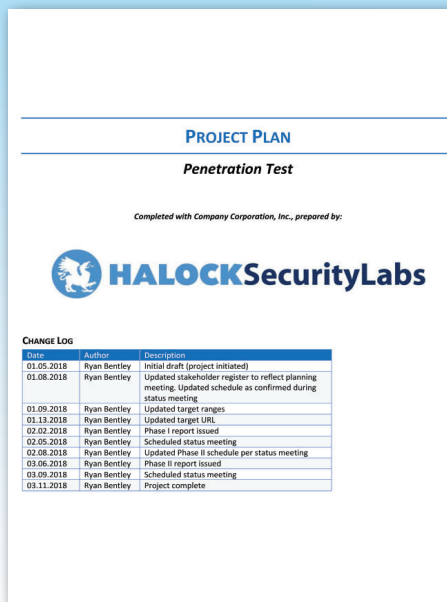 PROJECT PLAN
Penetration Test
Completed with Company Corporation, Inc., prepared by:
HALOCKSecurityLabs
CHANGE LOG
Date Author Description
01.05.2018 Ryan Bentley Initial draft (project initiated)
01.08.2018 Ryan Bentley Updated stakeholder register to reflect planning
meeting. Updated schedule as confirmed during
status meeting
01.09.2018 Ryan Bentley Updated target ranges
01.13.2018 Ryan Bentley Updated target URL
02.02.2018 Ryan Bentley Phase I report issued
02.05.2018 Ryan Bentley Scheduled status meeting
02.08.2018 Ryan Bentley Updated Phase II schedule per status meeting
03.06.2018 Ryan Bentley Phase II report issued
03.09.2018 Ryan Bentley Scheduled status meeting
03.11.2018 Ryan Bentley Project complete